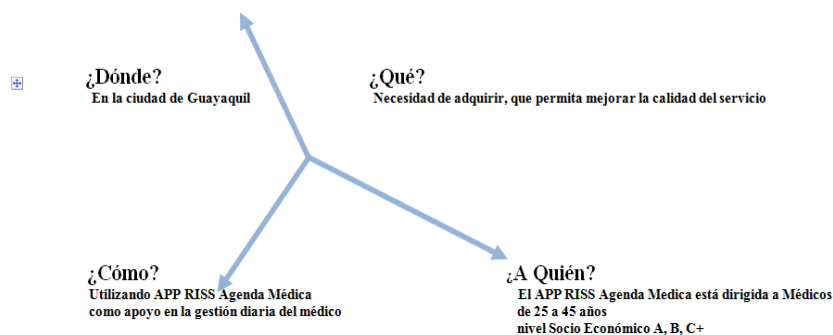 ¿Dónde?
En la ciudad de Guayaquil
¿Qué?
Necesidad de adquirir, que permita mejorar la calidad del servicio
¿Cómo?
Utilizando APP RISS Agenda Médica
como apoyo en la gestión diaria del médico
¿A Quién?
El APP RISS Agenda Medica está dirigida a Médicos
de 25 a 45 años
nivel Socio Económico A, B, C+